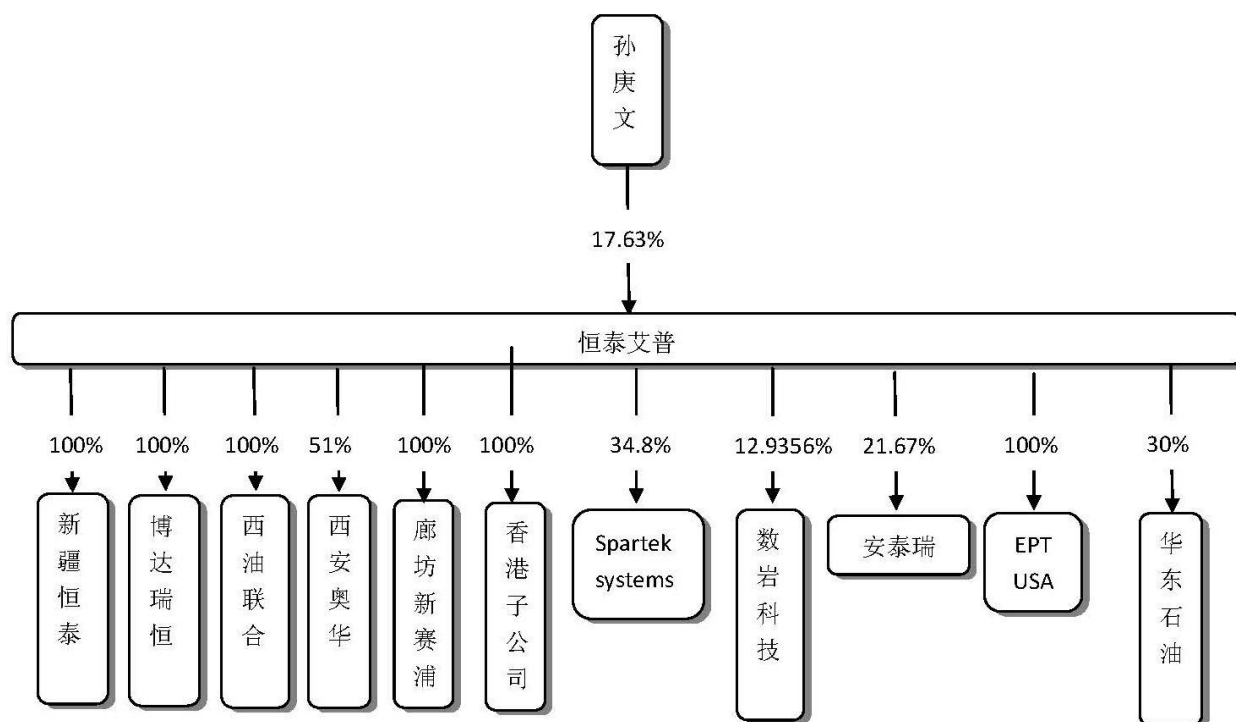 孙庚文
17.63%
恒泰艾普
100%
100%
100%
51%
100%
100%
34.8%
12.9356%
21.67%
100%
30%
新疆恒泰
博达瑞恒
西油联合
西安奥华
廊坊新赛浦
香港子公司
Spartek
systems
数岩科技
安泰瑞
EPT
USA
华东石油